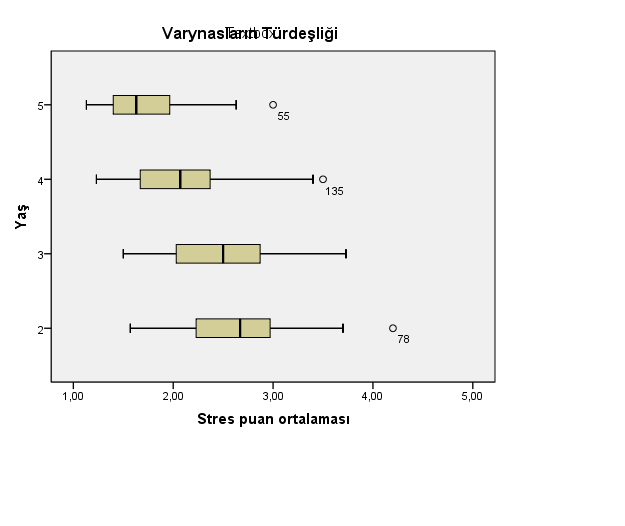 Varynasların Türdeşliği
Yaş
5
55
4
135
3
2
78
1,00 2,00 3,00 4,00 5,00
Stres puan ortalaması